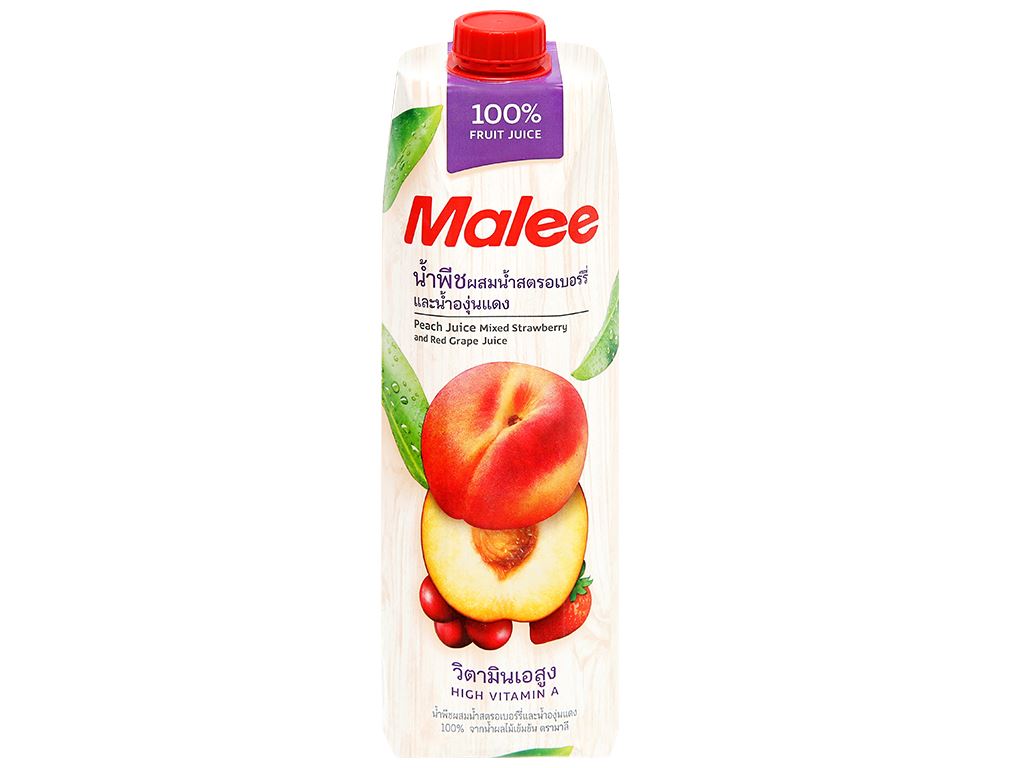 100%
FRUIT JUICE
Malee
น้ำพีชผสมน้ำสตรอเบอร์รี่
และน้ำองุ่นแดง
Peach Juice Mixed Strawberry
and Red Grape Juice
วิตามินเอสูง
HIGH VITAMIN A
น้ำพีชผสมน้ำสตรอเบอร์รี่และน้ำองุ่นแดง
100% จากน้ำผลไม้เข้มข้น ตรามาลี